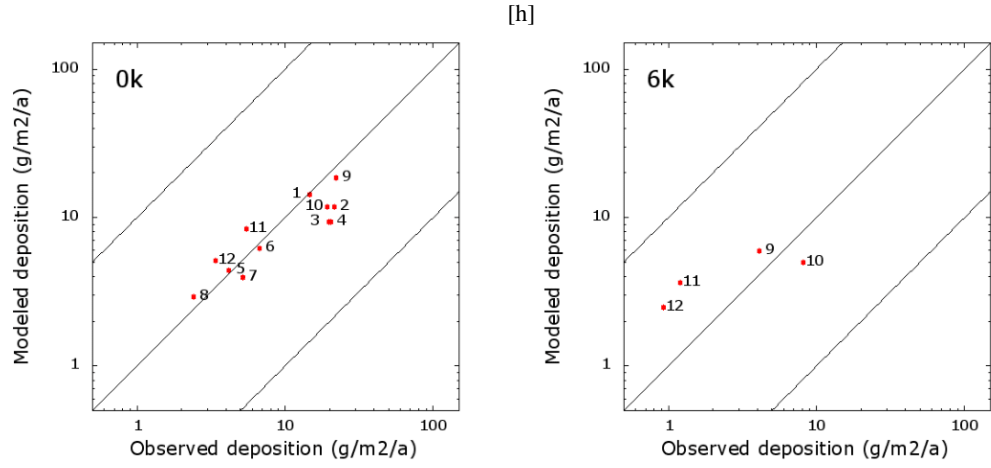 [h]
0k
Modeled deposition (g/m2/a)
100
10
1
9
1
10 2
3 4
11
6
12
5
7
8
1 10 100
Observed deposition (g/m2/a)
6k
Modeled deposition (g/m2/a)
100
10
1
9
10
11
12
1 10 100
Observed deposition (g/m2/a)